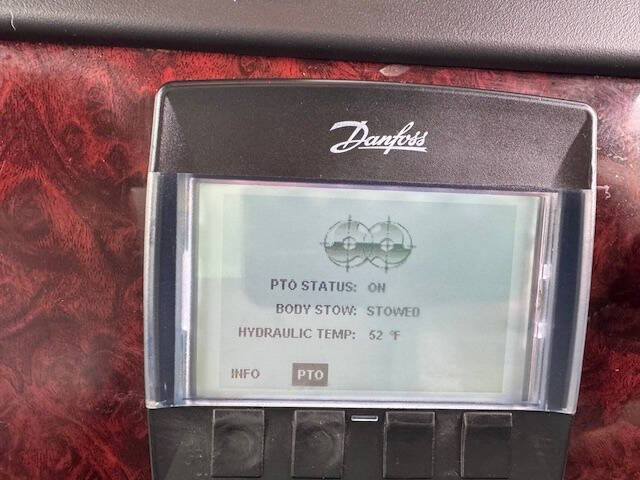 Danfoss
PTO STATUS: ON
BODY STOW: STOWED
HYDRAULIC TEMP: 52 °F
INFO PTO